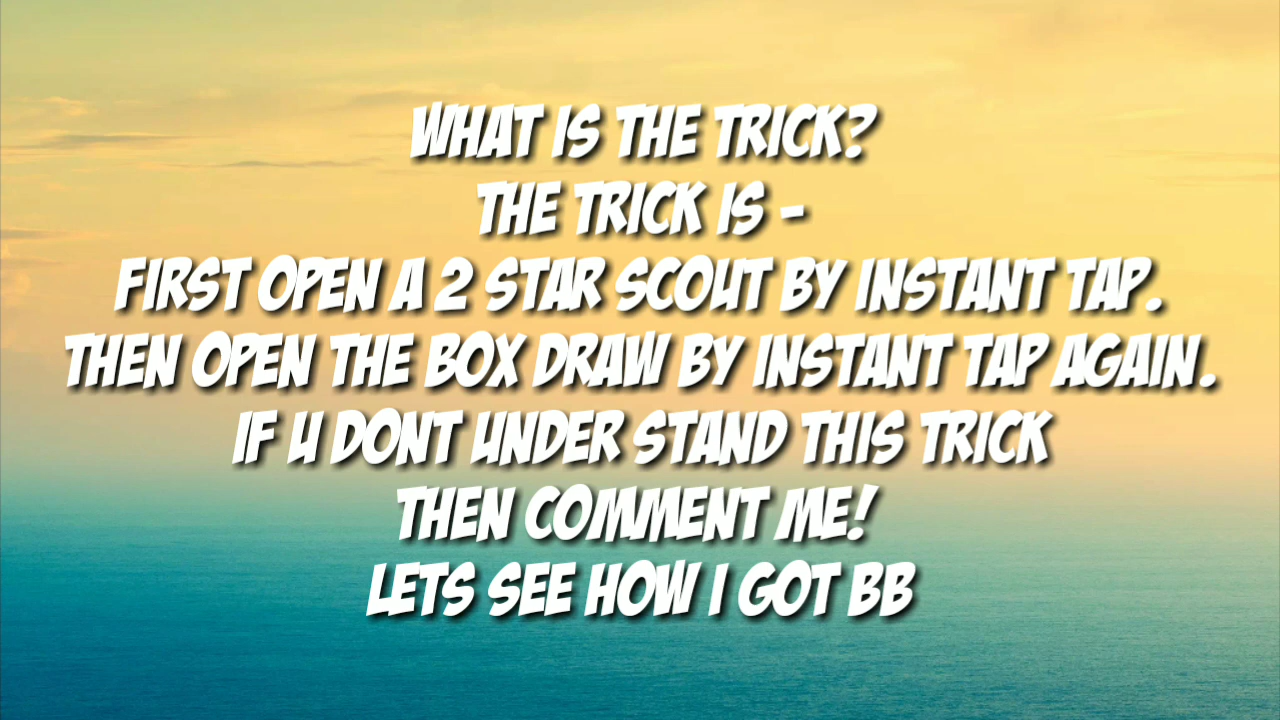 WHAT IS THE TRICK?
THE TRICK IS -
FIRST OPEN A 2 STAR SCOUT BY INSTANT TAP.
THEN OPEN THE BOX DRAW BY INSTANT TAP AGAIN.
IF U DONT UNDER STAND THIS TRICK
THEN COMMENT ME!
LETS SEE HOW I GOT BB